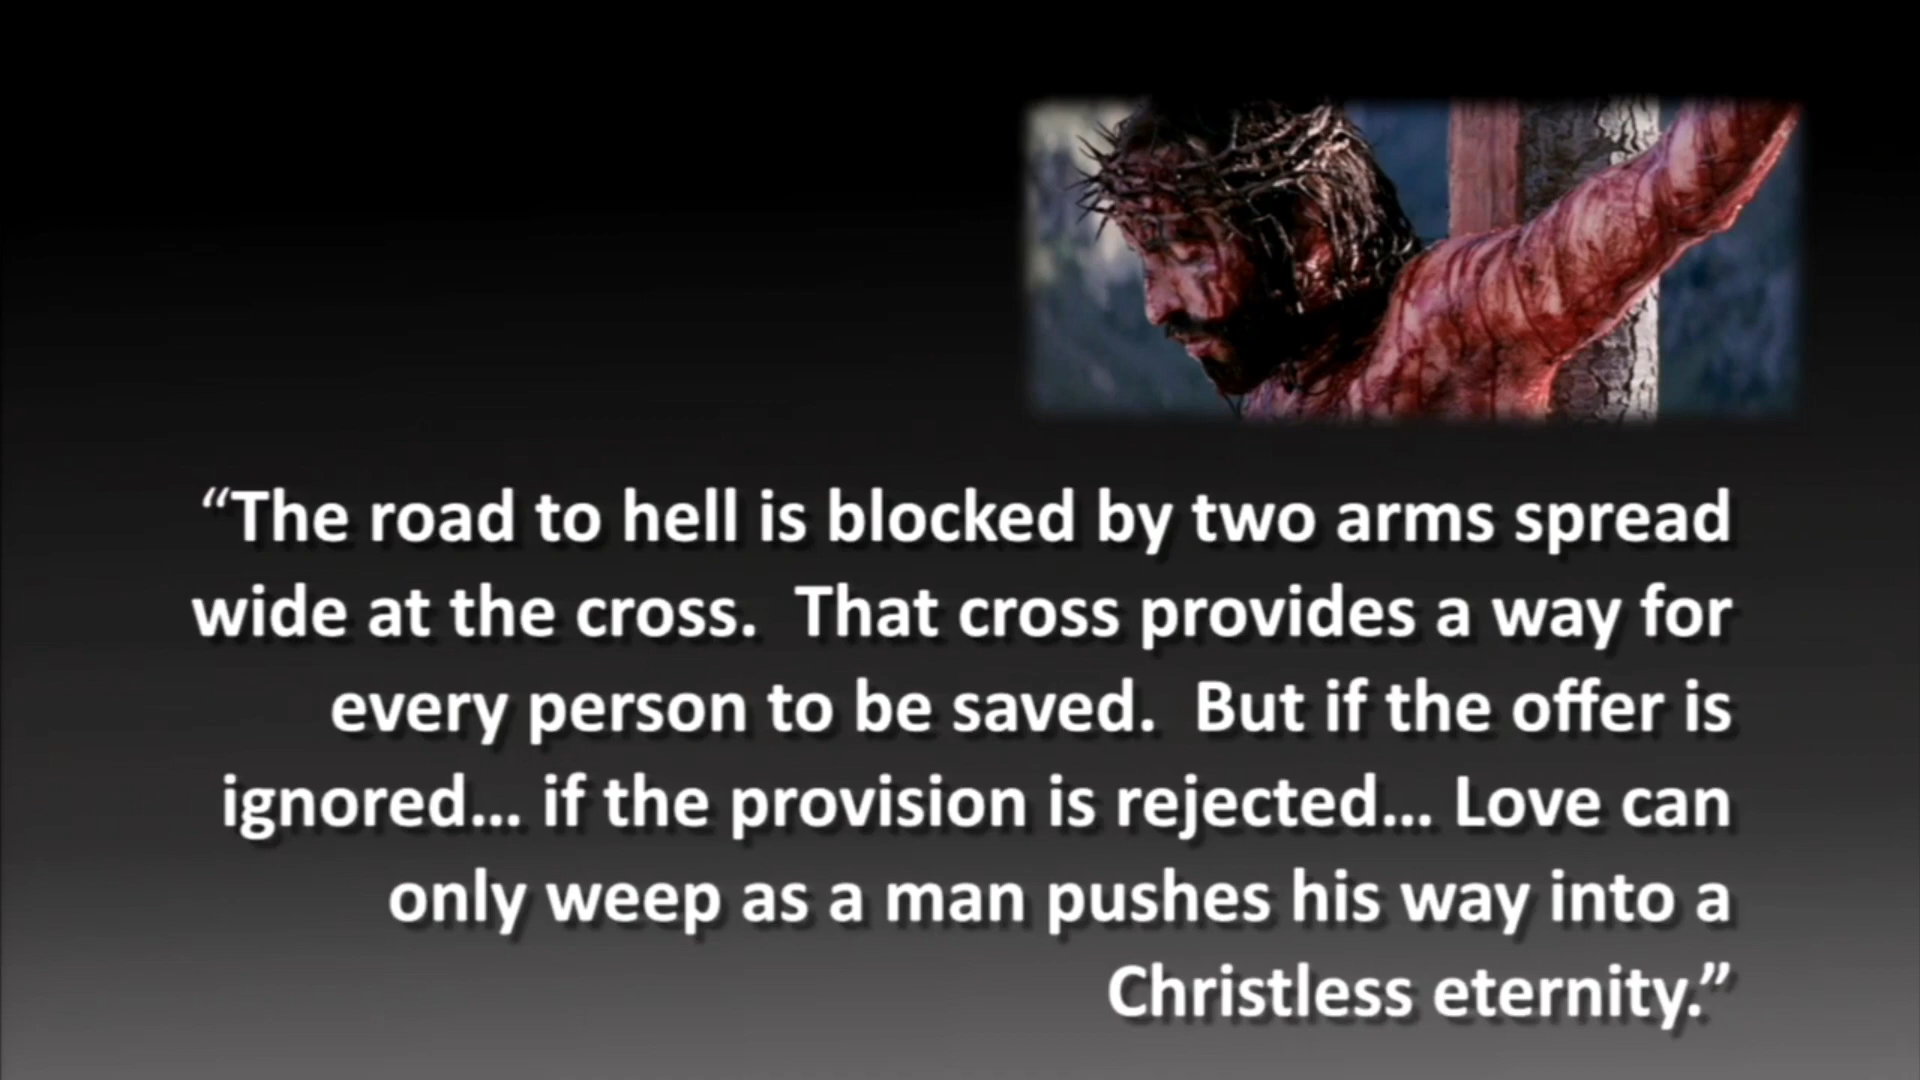 “The road to hell is blocked by two arms spread
wide at the cross.  That cross provides a way for
every person to be saved.  But if the offer is
ignored… if the provision is rejected… Love can
only weep as a man pushes his way into a
Christless eternity.”